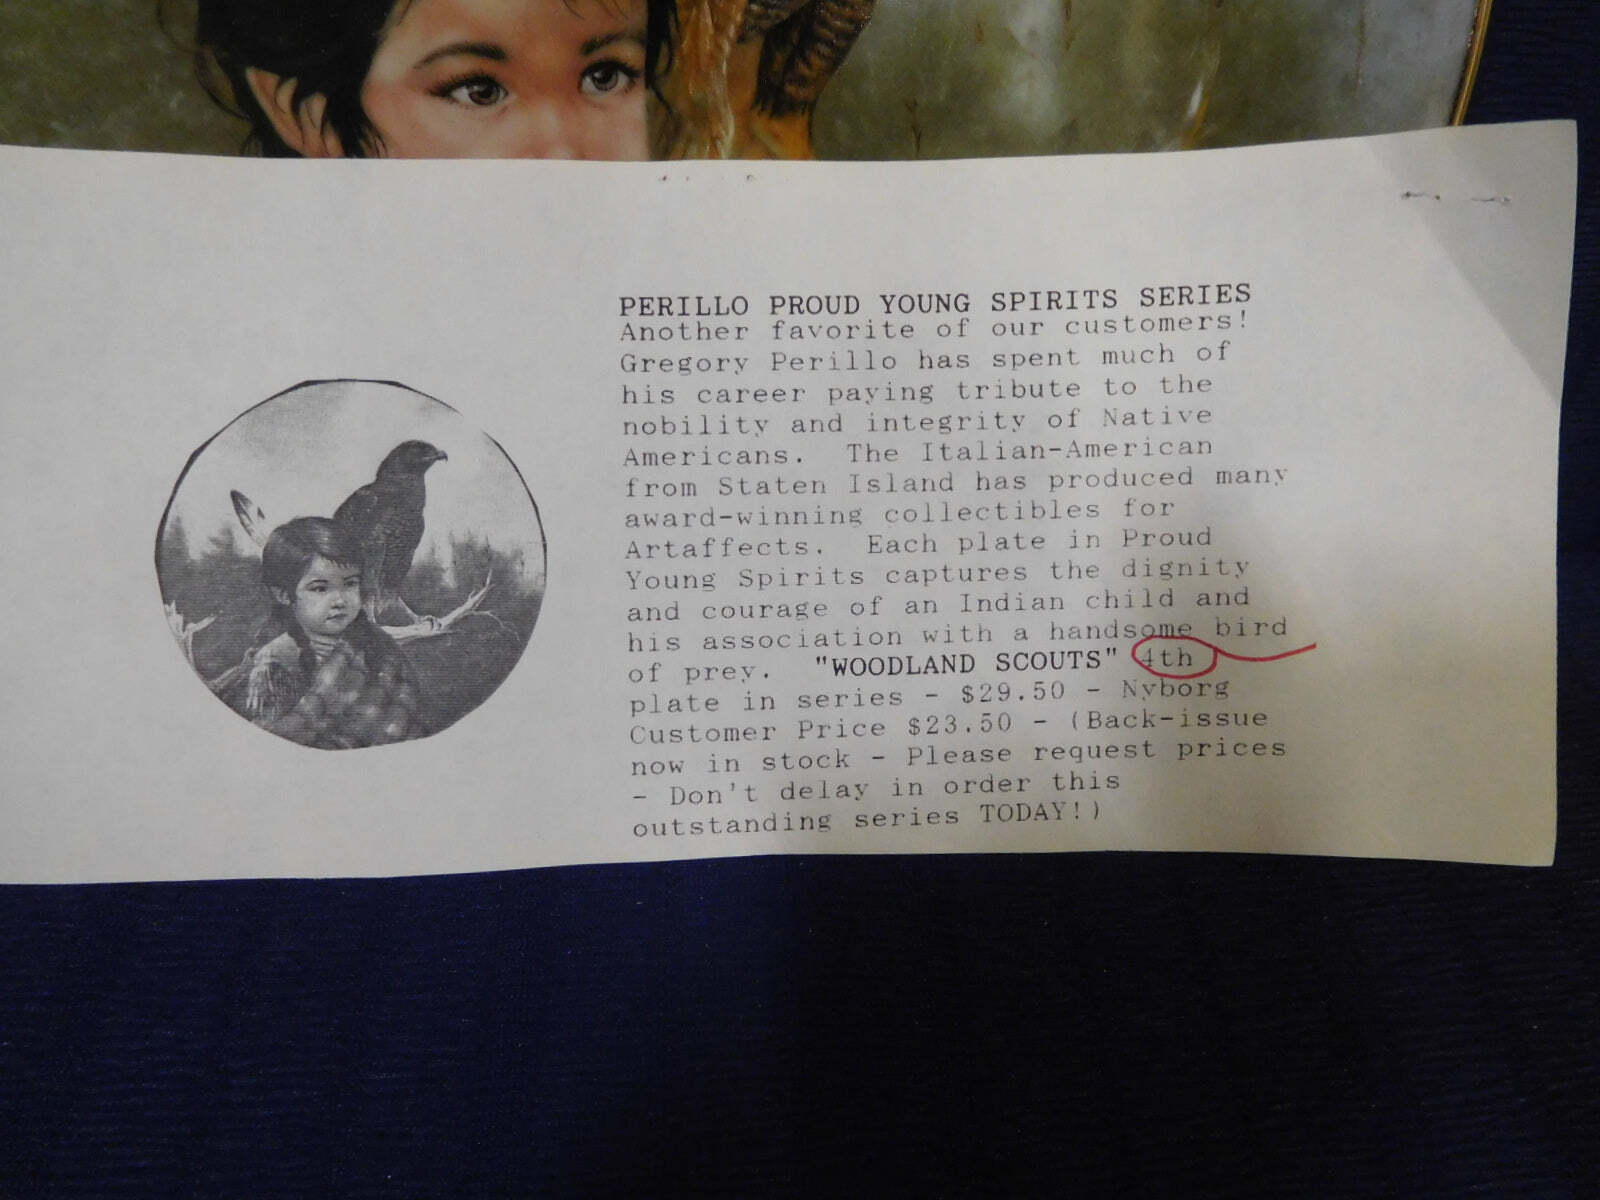 PERILLO PROUD YOUNG SPIRITS SERIES
Another favorite of our customers!
Gregory Perillo has spent much of
his career paying tribute to the
nobility and integrity of Native
Americans. The Italian-American
from Staten Island has produced many
award-winning collectibles for
Artaffects. Each plate in Proud
Young Spirits captures the dignity
and courage of an Indian child and
his association with a handsome bird
of prey. "WOODLAND SCOUTS" 4th
plate in series - $29.50 - Nyborg
Customer Price $23.50 - (Back-issue
now in stock - Please request prices
- Don't delay in order this
outstanding series TODAY!)